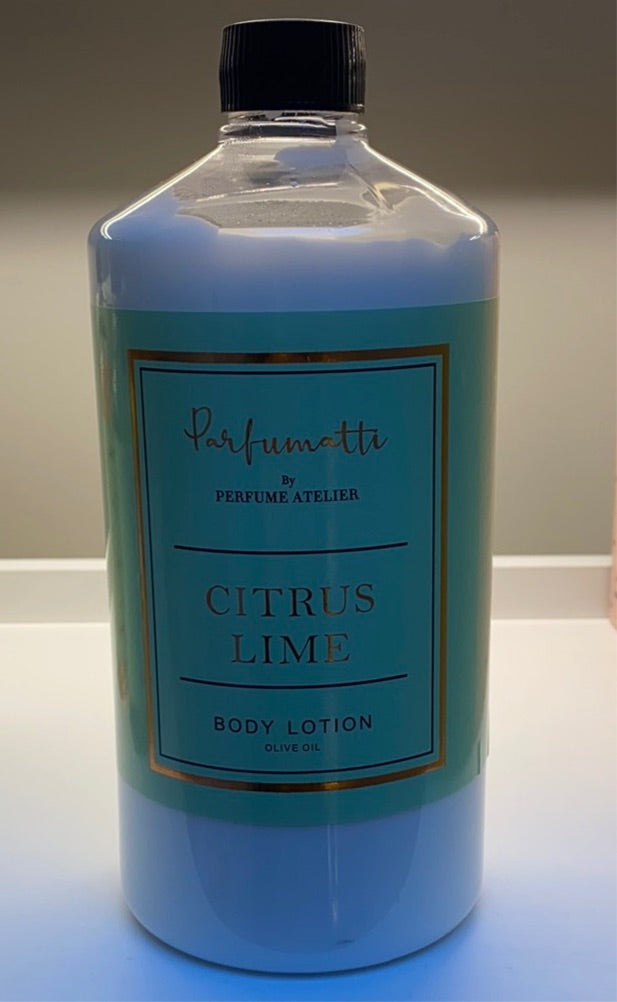 Parfumatti
By
PERFUME ATELIER
CITRUS
LIME
BODY LOTION
OLIVE OIL